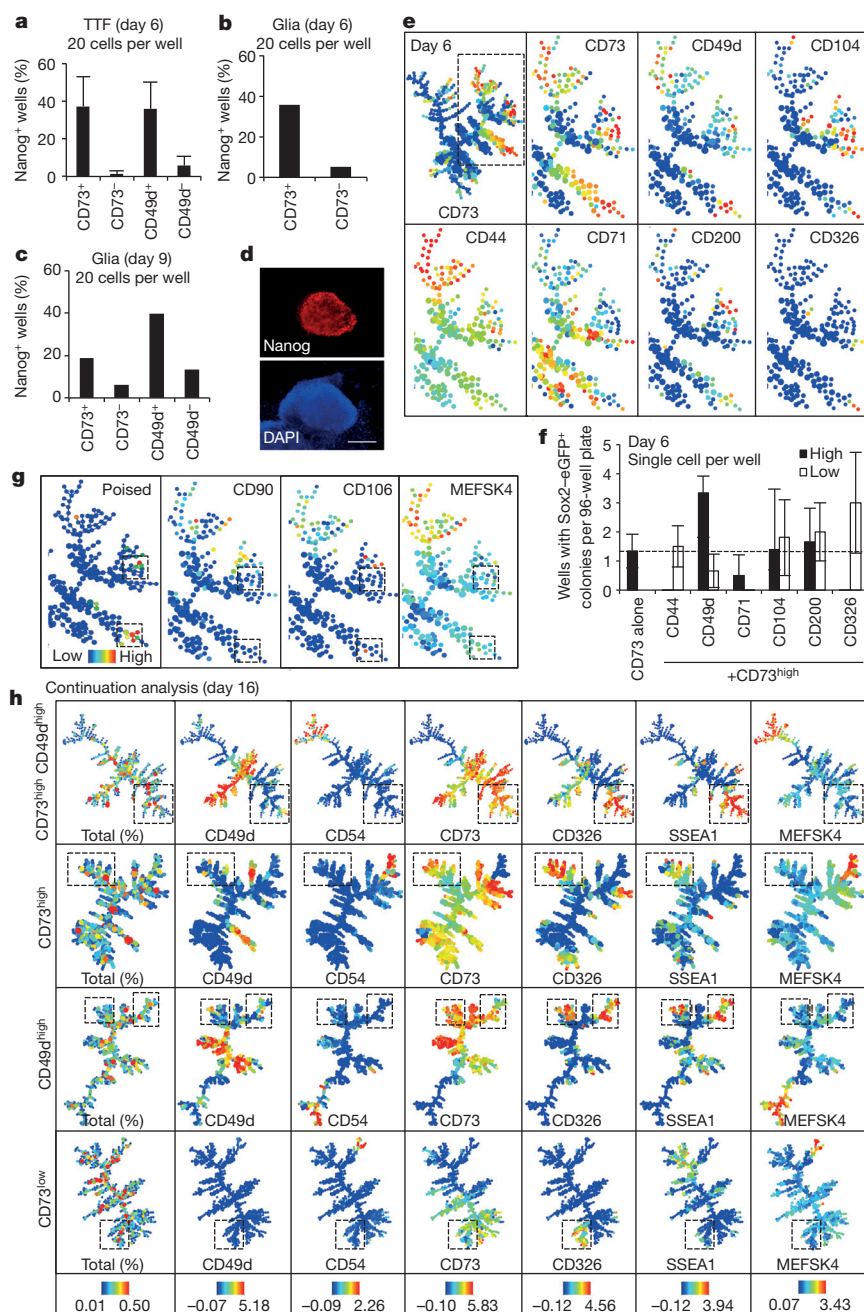 a
TTF (day 6)
20 cells per well
Nanog⁺ wells (%)
60
40
20
0
CD73⁺
CD73⁻
CD49d⁺
CD49d⁻
b
Glia (day 6)
20 cells per well
Nanog⁺ wells (%)
60
40
20
0
CD73⁺
CD73⁻
c
Glia (day 9)
20 cells per well
Nanog⁺ wells (%)
60
40
20
0
CD73⁺
CD73⁻
CD49d⁺
CD49d⁻
d
Nanog
DAPI
e
Day 6
CD73
CD73
CD49d
CD104
CD44
CD71
CD200
CD326
f
Day 6
Single cell per well
High
Low
Wells with Sox2–eGFP⁺
colonies per 96-well plate
5
4
3
2
1
0
CD73 alone
CD44
CD49d
CD71
CD104
CD200
CD326
+CD73ʰⁱᵍʰ
g
Poised
Low High
CD90
CD106
MEFSK4
h
Continuation analysis (day 16)
CD73ʰⁱᵍʰ CD49dʰⁱᵍʰ
Total (%) CD49d CD54 CD73 CD326 SSEA1 MEFSK4
CD73ʰⁱᵍʰ
Total (%) CD49d CD54 CD73 CD326 SSEA1 MEFSK4
CD49dʰⁱᵍʰ
Total (%) CD49d CD54 CD73 CD326 SSEA1 MEFSK4
CD73ˡᵒʷ
Total (%) CD49d CD54 CD73 CD326 SSEA1 MEFSK4
0.01 0.50 −0.07 5.18 −0.09 2.26 −0.10 5.83 −0.12 4.56 −0.12 3.94 0.07 3.43